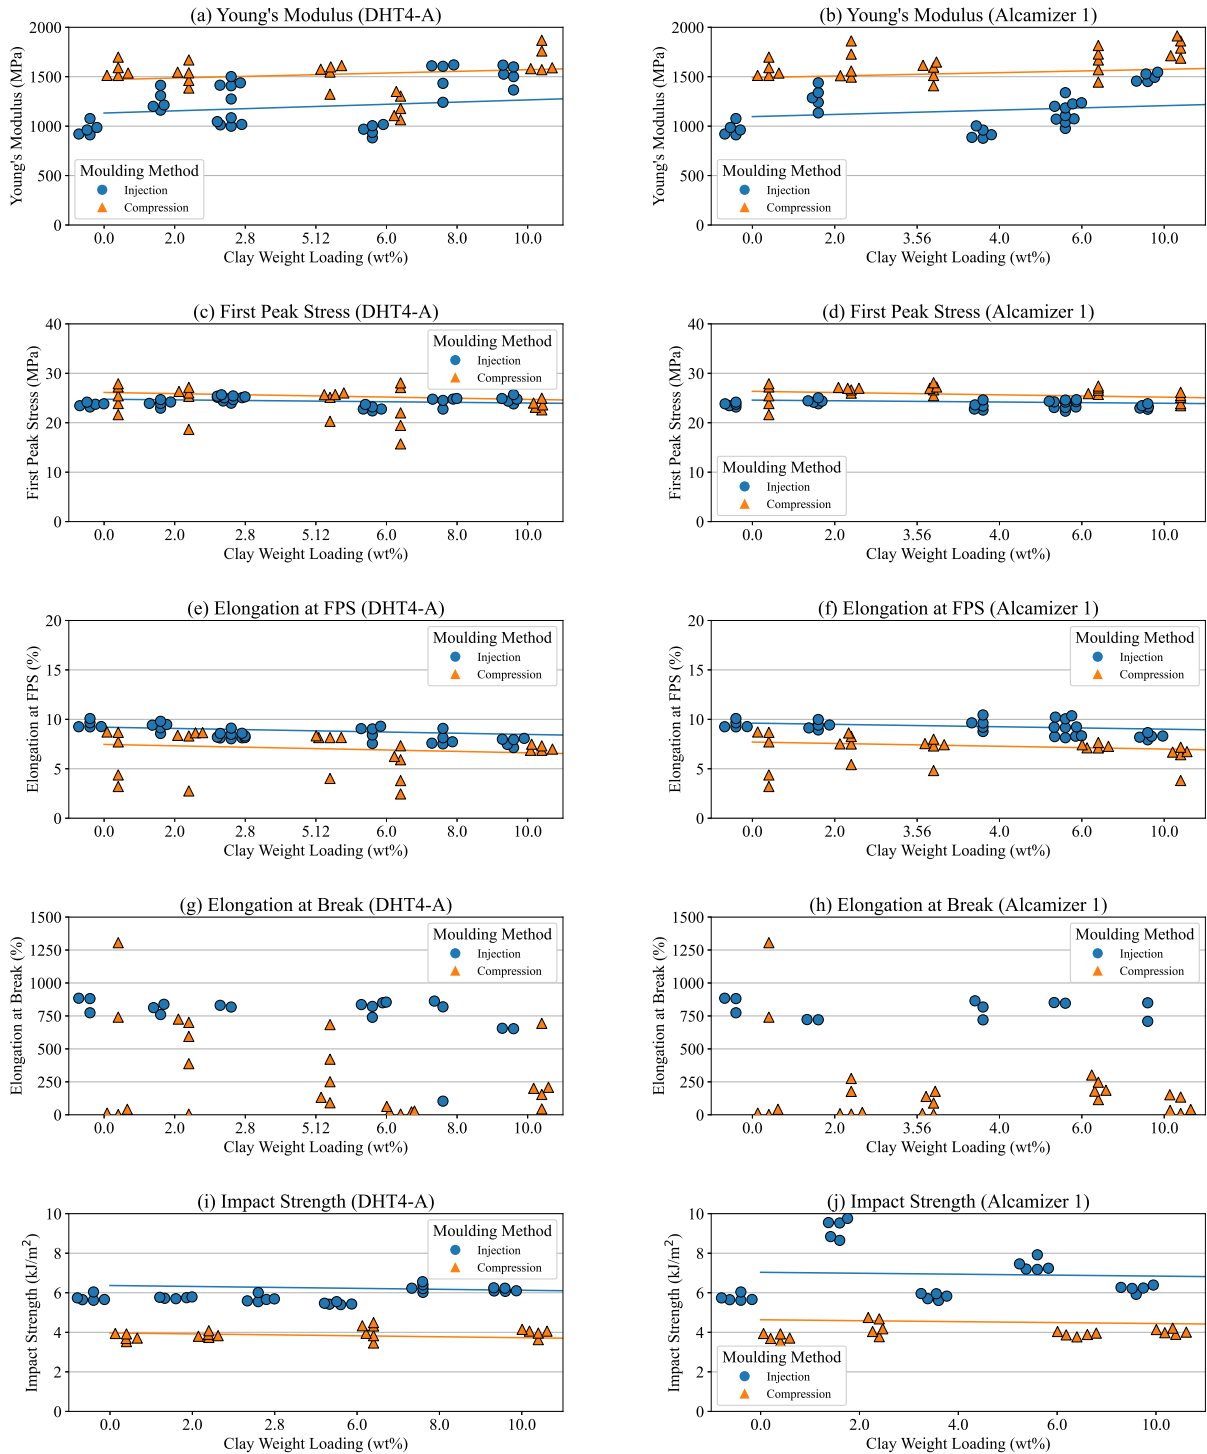 (a) Young's Modulus (DHT4-A)
Young's Modulus (MPa)
2000
1500
1000
500
0
Moulding Method
Injection
Compression
0.0 2.0 2.8 5.12 6.0 8.0 10.0
Clay Weight Loading (wt%)
(b) Young's Modulus (Alcamizer 1)
Young's Modulus (MPa)
2000
1500
1000
500
0
Moulding Method
Injection
Compression
0.0 2.0 3.56 4.0 6.0 10.0
Clay Weight Loading (wt%)
(c) First Peak Stress (DHT4-A)
First Peak Stress (MPa)
40
30
20
10
0
Moulding Method
Injection
Compression
0.0 2.0 2.8 5.12 6.0 8.0 10.0
Clay Weight Loading (wt%)
(d) First Peak Stress (Alcamizer 1)
First Peak Stress (MPa)
40
30
20
10
0
Moulding Method
Injection
Compression
0.0 2.0 3.56 4.0 6.0 10.0
Clay Weight Loading (wt%)
(e) Elongation at FPS (DHT4-A)
Elongation at FPS (%)
20
15
10
5
0
Moulding Method
Injection
Compression
0.0 2.0 2.8 5.12 6.0 8.0 10.0
Clay Weight Loading (wt%)
(f) Elongation at FPS (Alcamizer 1)
Elongation at FPS (%)
20
15
10
5
0
Moulding Method
Injection
Compression
0.0 2.0 3.56 4.0 6.0 10.0
Clay Weight Loading (wt%)
(g) Elongation at Break (DHT4-A)
Elongation at Break (%)
1500
1250
1000
750
500
250
0
Moulding Method
Injection
Compression
0.0 2.0 2.8 5.12 6.0 8.0 10.0
Clay Weight Loading (wt%)
(h) Elongation at Break (Alcamizer 1)
Elongation at Break (%)
1500
1250
1000
750
500
250
0
Moulding Method
Injection
Compression
0.0 2.0 3.56 4.0 6.0 10.0
Clay Weight Loading (wt%)
(i) Impact Strength (DHT4-A)
Impact Strength (kJ/m²)
10
8
6
4
2
0
Moulding Method
Injection
Compression
0.0 2.0 2.8 6.0 8.0 10.0
Clay Weight Loading (wt%)
(j) Impact Strength (Alcamizer 1)
Impact Strength (kJ/m²)
10
8
6
4
2
0
Moulding Method
Injection
Compression
0.0 2.0 4.0 6.0 10.0
Clay Weight Loading (wt%)